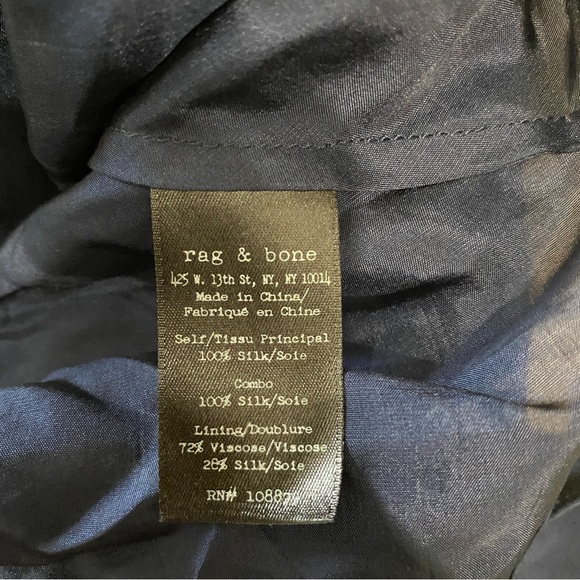 rag & bone
425 W. 13th St, NY, NY 10014
Made in China/
Fabriqué en Chine
Self/Tissu Principal
100% Silk/Soie
Combo
100% Silk/Soie
Lining/Doublure
72% Viscose/Viscose
28% Silk/Soie
RN#